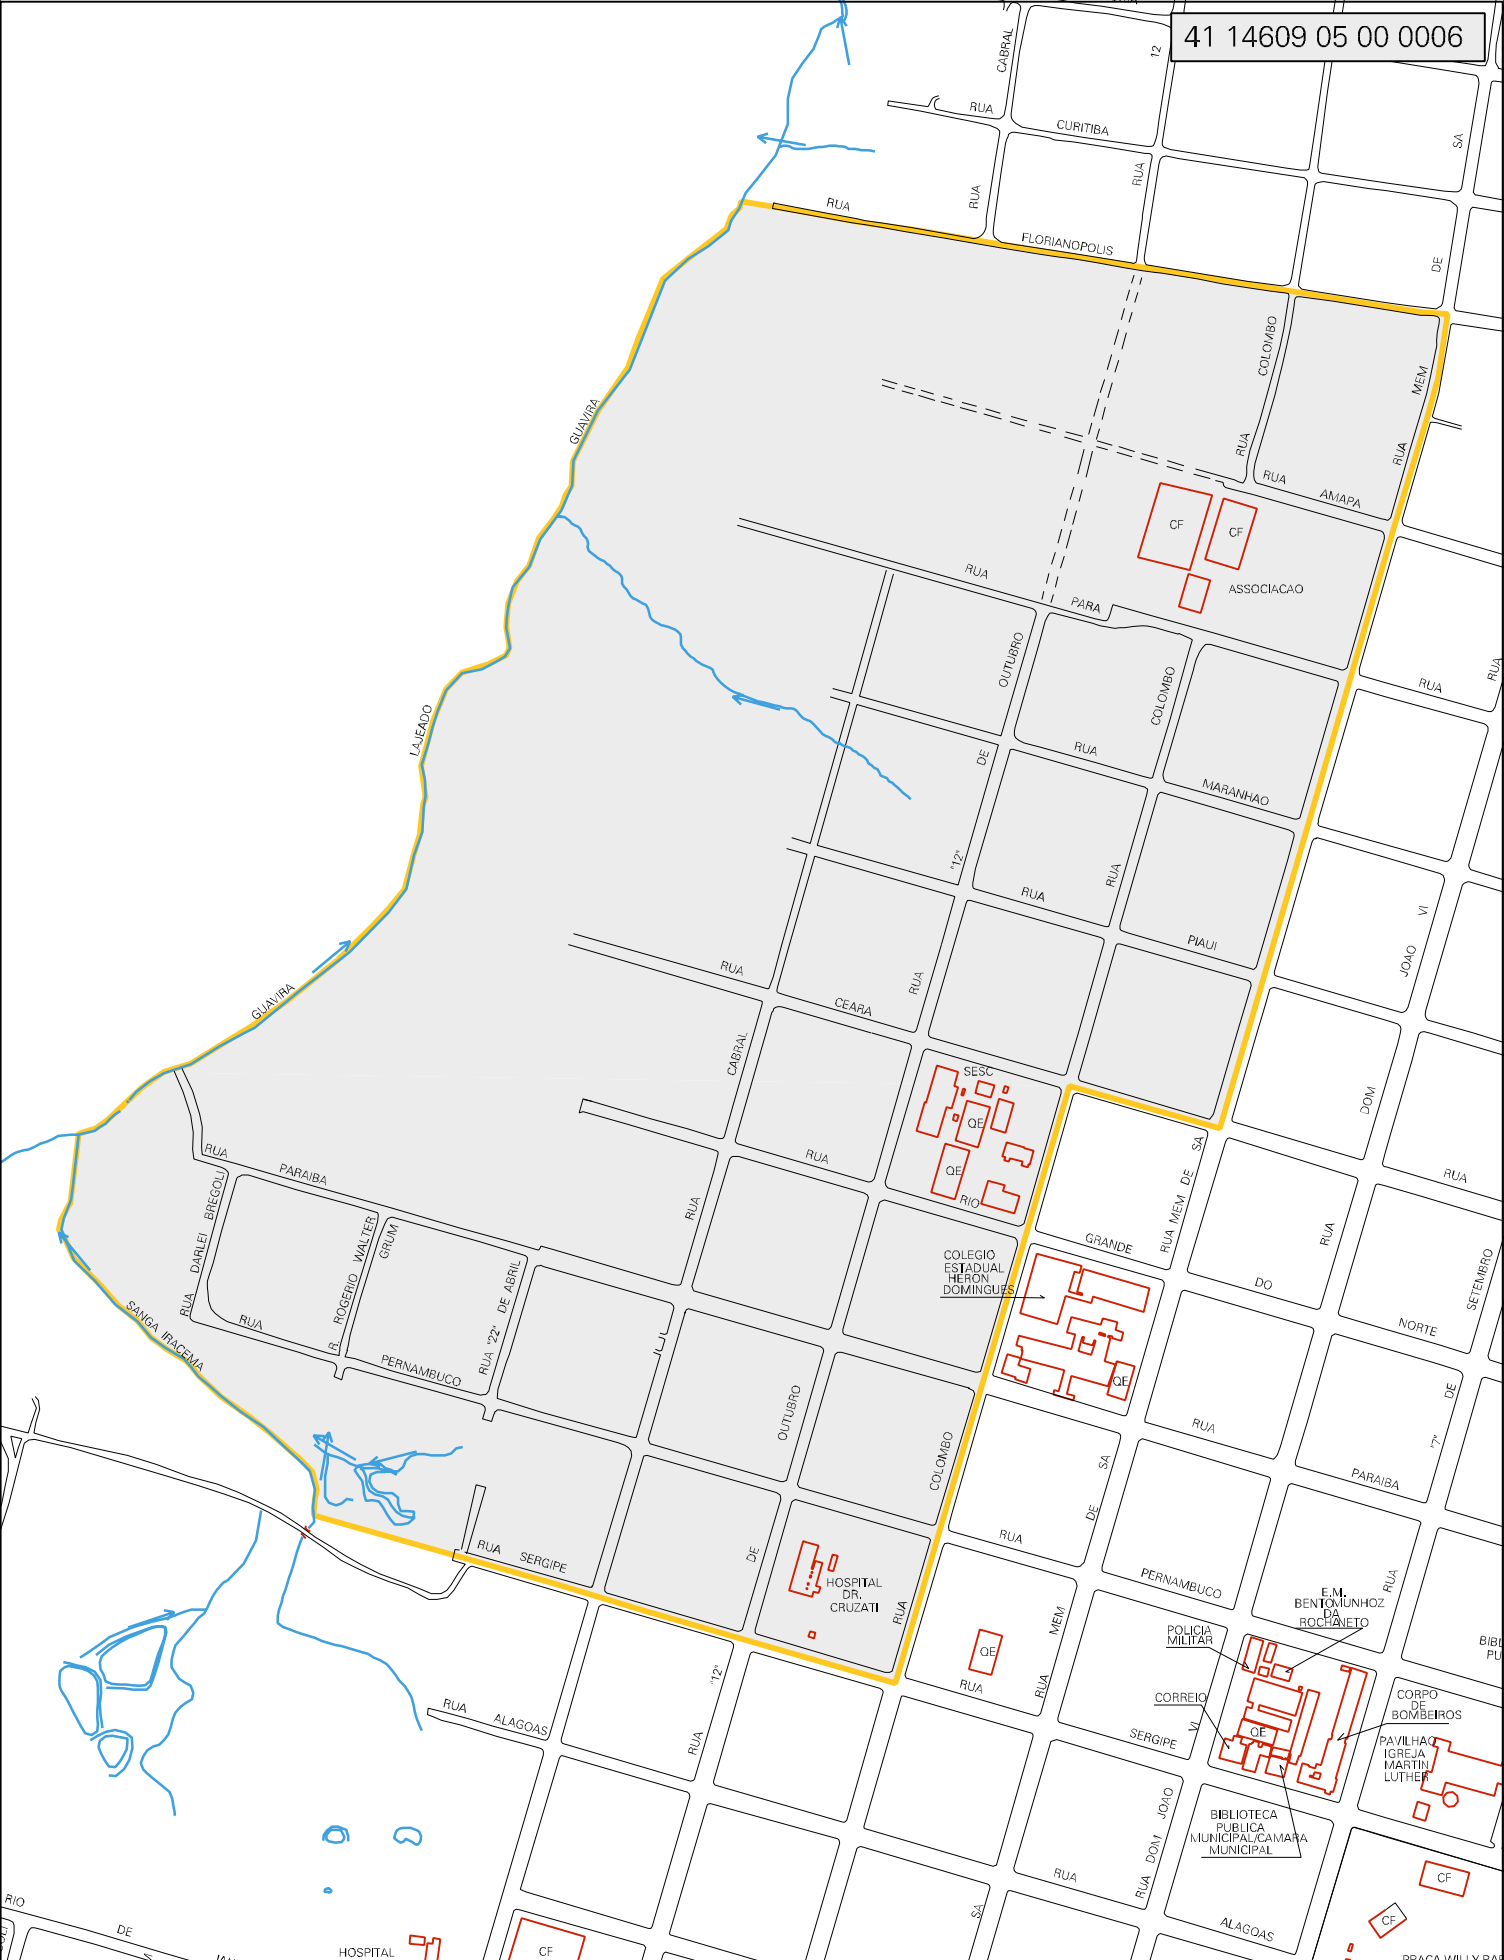 41 14609 05 00 0006
CABRAL
12
RUA
CURITIBA
SA
RUA
RUA
RUA
FLORIANOPOLIS
DE
COLOMBO
MEM
GUAVIRA
RUA
RUA
RUA
AMAPA
CF
CF
ASSOCIACAO
RUA
PARA
OUTUBRO
COLOMBO
RUA
RUA
LAJEADO
DE
RUA
MARANHAO
"12"
RUA
RUA
VI
PIAUI
JOAO
RUA
RUA
CEARA
GUAVIRA
CABRAL
SESC
QE
QE
RIO
DOM
RUA
SA
DE
MEM
RUA
RUA
RUA
PARAIBA
BREGOLI
DARLEI
RUA
WALTER
GRUM
ROGERIO
R.
RUA
GRANDE
RUA
DO
NORTE
SETEMBRO
COLEGIO
ESTADUAL
HERON
DOMINGUES
QE
SANGA IRACEMA
RUA
PERNAMBUCO
DE ABRIL
"22"
RUA
OUTUBRO
COLOMBO
SA
DE
RUA
PARAIBA
DE
"7"
RUA
SERGIPE
DE
HOSPITAL
DR.
CRUZATI
RUA
RUA
PERNAMBUCO
RUA
E.M.
BENTO MUNHOZ
DA
ROCHA NETO
POLICIA
MILITAR
MEM
RUA
QE
RUA
SERGIPE
VI
CORREIO
QE
CORPO
DE
BOMBEIROS
PAVILHAO
IGREJA
MARTIN
LUTHER
BIBL
PU
"12"
RUA
RUA
ALAGOAS
BIBLIOTECA
PUBLICA
MUNICIPAL/CAMARA
MUNICIPAL
JOAO
DOM
RUA
RUA
SA
ALAGOAS
CF
CF
RIO
DE
HOSPITAL
CF